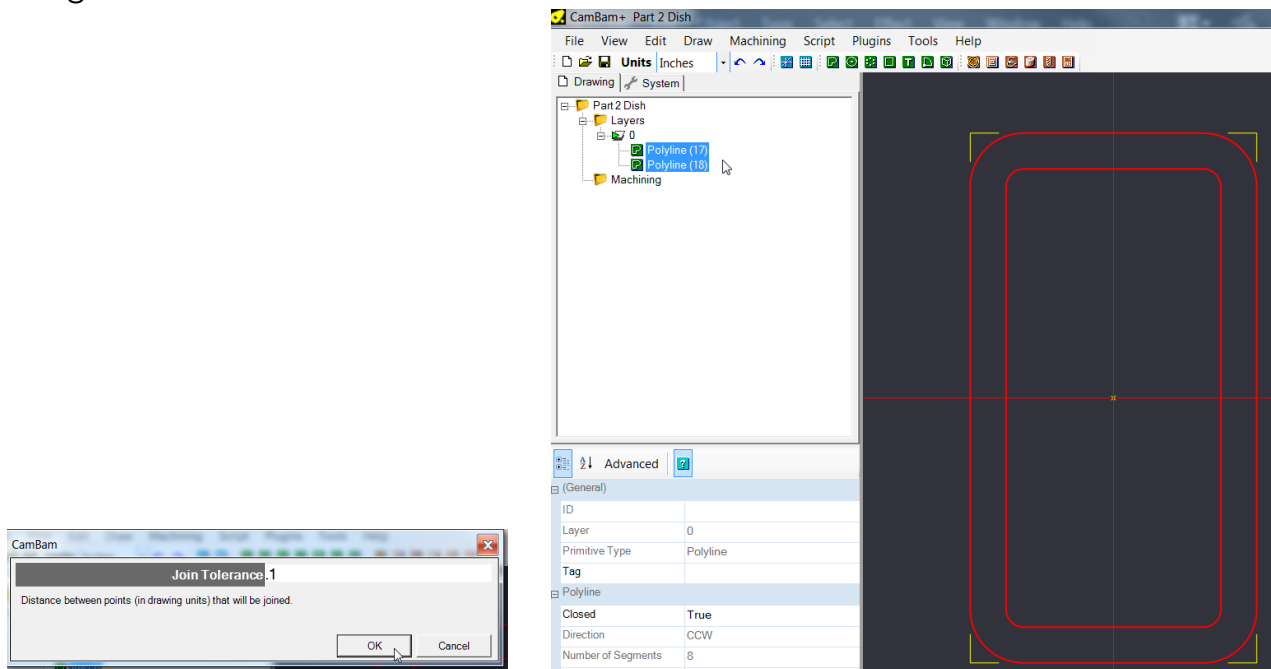 CamBam+ Part 2 Dish
File View Edit Draw Machining Script Plugins Tools Help
Units Inches
Drawing System
Part 2 Dish
Layers
0
Polyline (17)
Polyline (18)
Machining
Advanced
(General)
ID
Layer 0
Primitive Type Polyline
Tag
Polyline
Closed True
Direction CCW
Number of Segments 8
CamBam
Join Tolerance .1
Distance between points (in drawing units) that will be joined.
OK Cancel